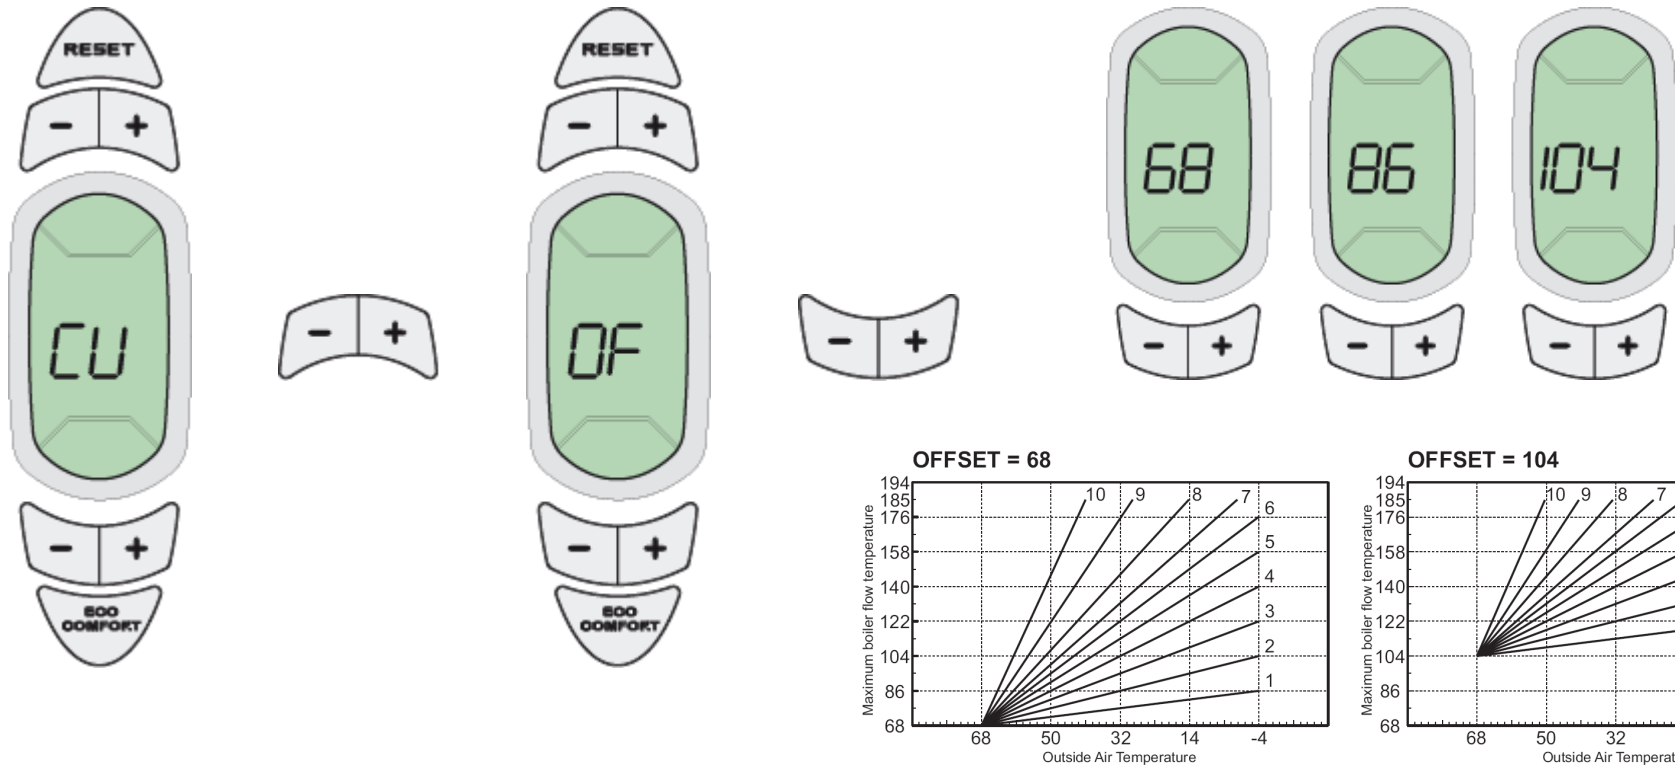 RESET
- +
CU
- +
ECO
COMFORT
- +
RESET
- +
OF
- +
ECO
COMFORT
- +
68
- +
86
- +
104
- +
OFFSET = 68
Maximum boiler flow temperature
194
185
176
158
140
122
104
86
68
10 9 8 7
6
5
4
3
2
1
68 50 32 14 -4
Outside Air Temperature
OFFSET = 104
Maximum boiler flow temperature
194
185
176
158
140
122
104
86
68
10 9 8 7
68 50 32
Outside Air Temperat